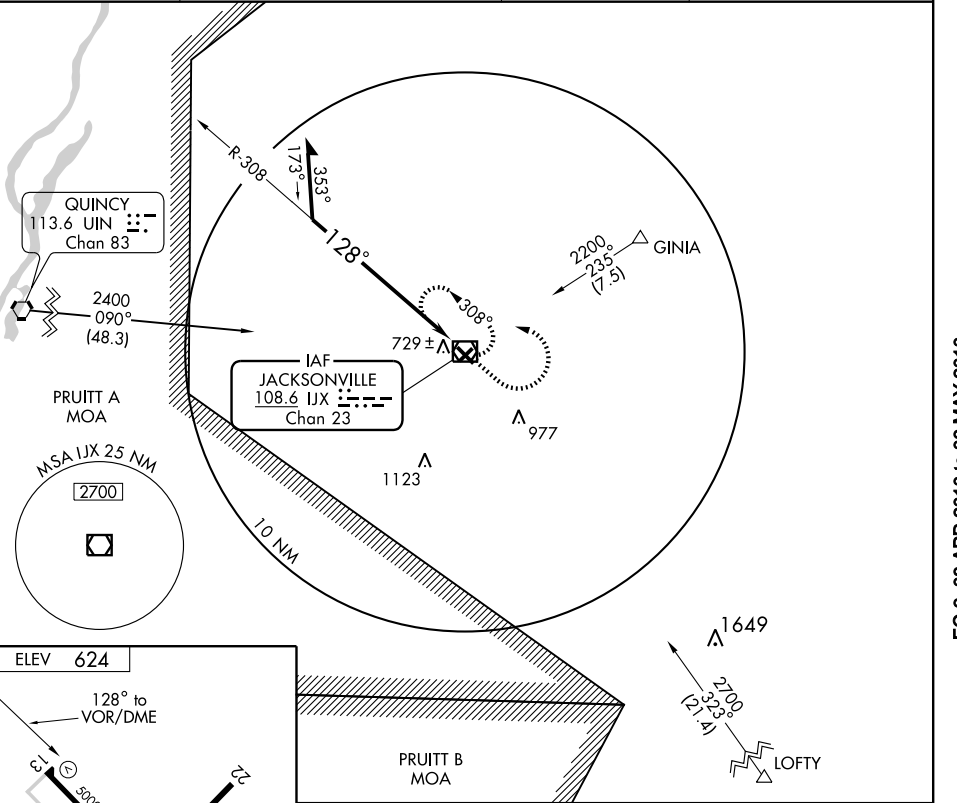 R-308
173°
353°
QUINCY
113.6 UIN
Chan 83
128°
2200
235°
(7.5)
GINIA
2400
090°
(48.3)
308°
729 ±
IAF
JACKSONVILLE
108.6 IJX
Chan 23
PRUITT A
MOA
977
1123
MSA IJX 25 NM
2700
10 NM
1649
ELEV 624
128° to
VOR/DME
2700
323°
(21.4)
LOFTY
13
V
22
PRUITT B
MOA